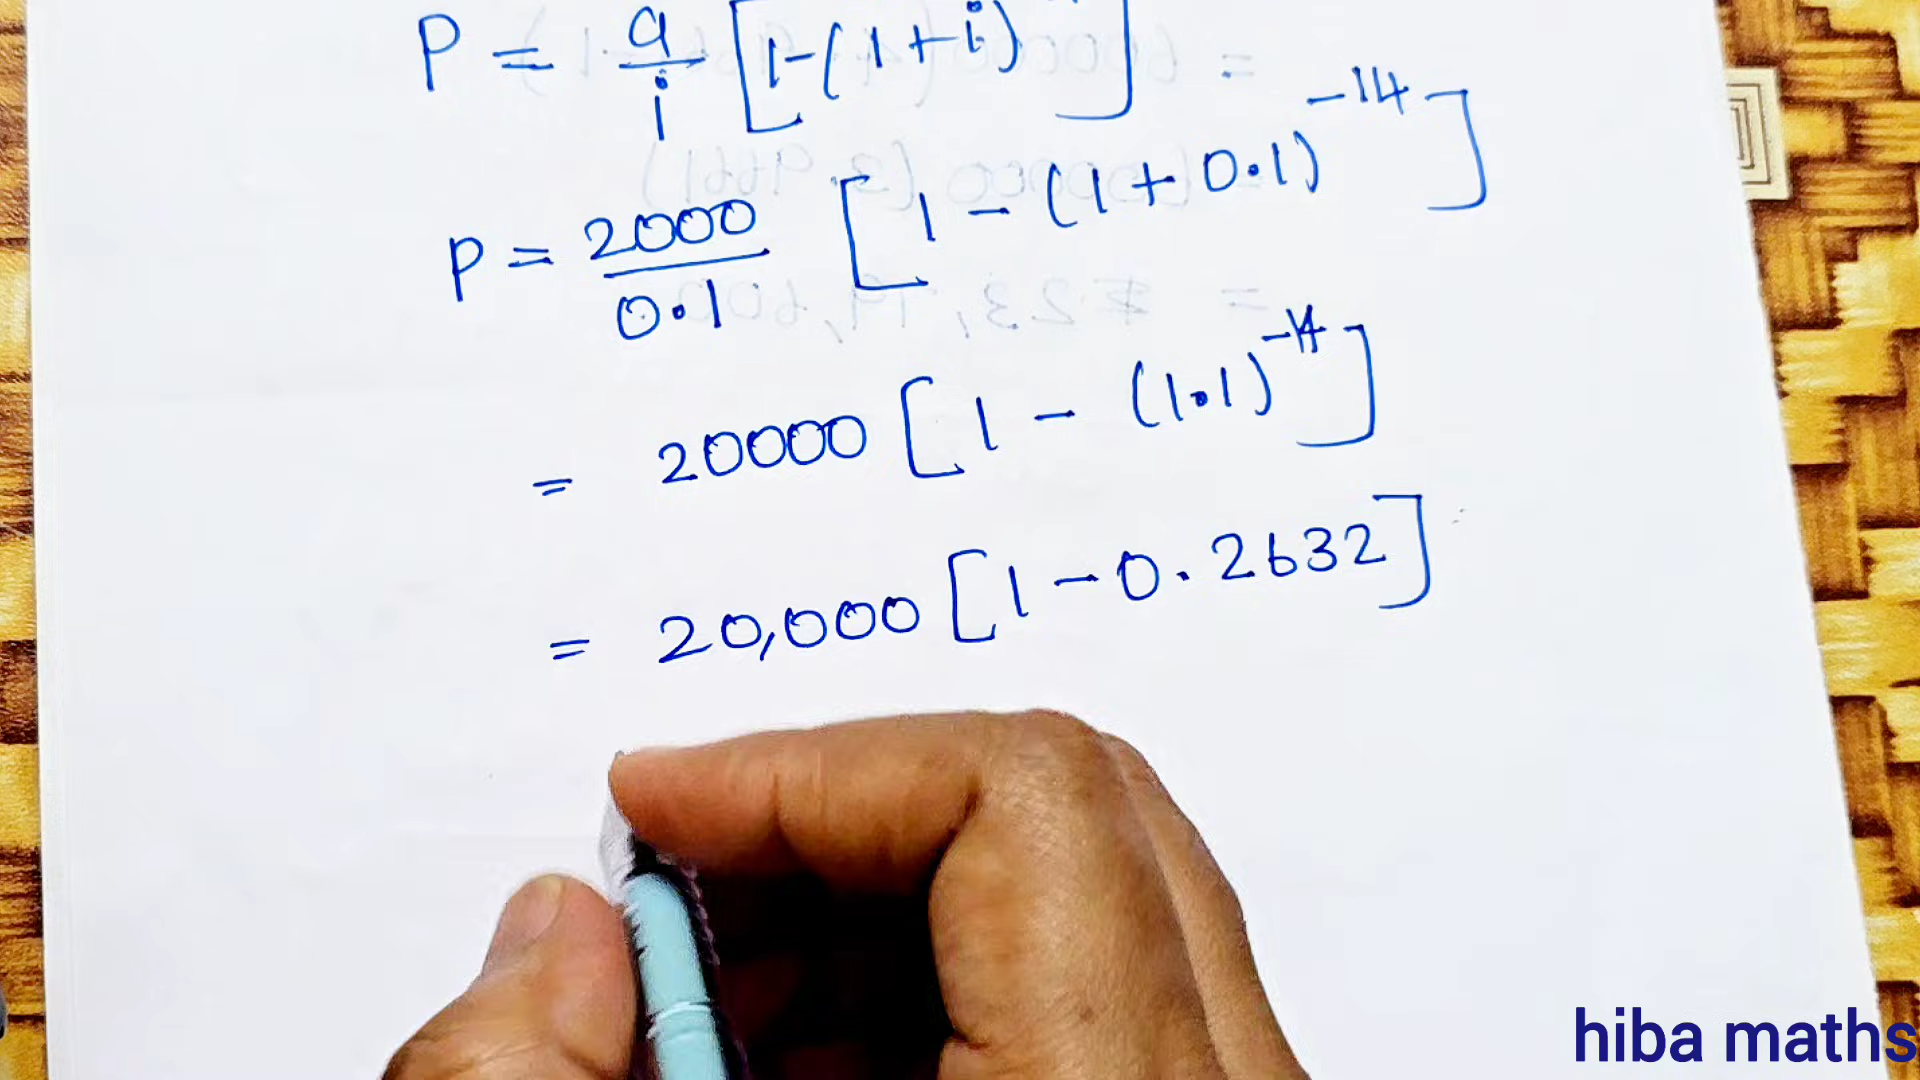 P = a/i [1-(1+i)]
P = 2000/0.1 [1 - (1 + 0.1)^-14]
= 20000 [1 - (1.1)^-14]
= 20,000 [1 - 0.2632]
hiba maths